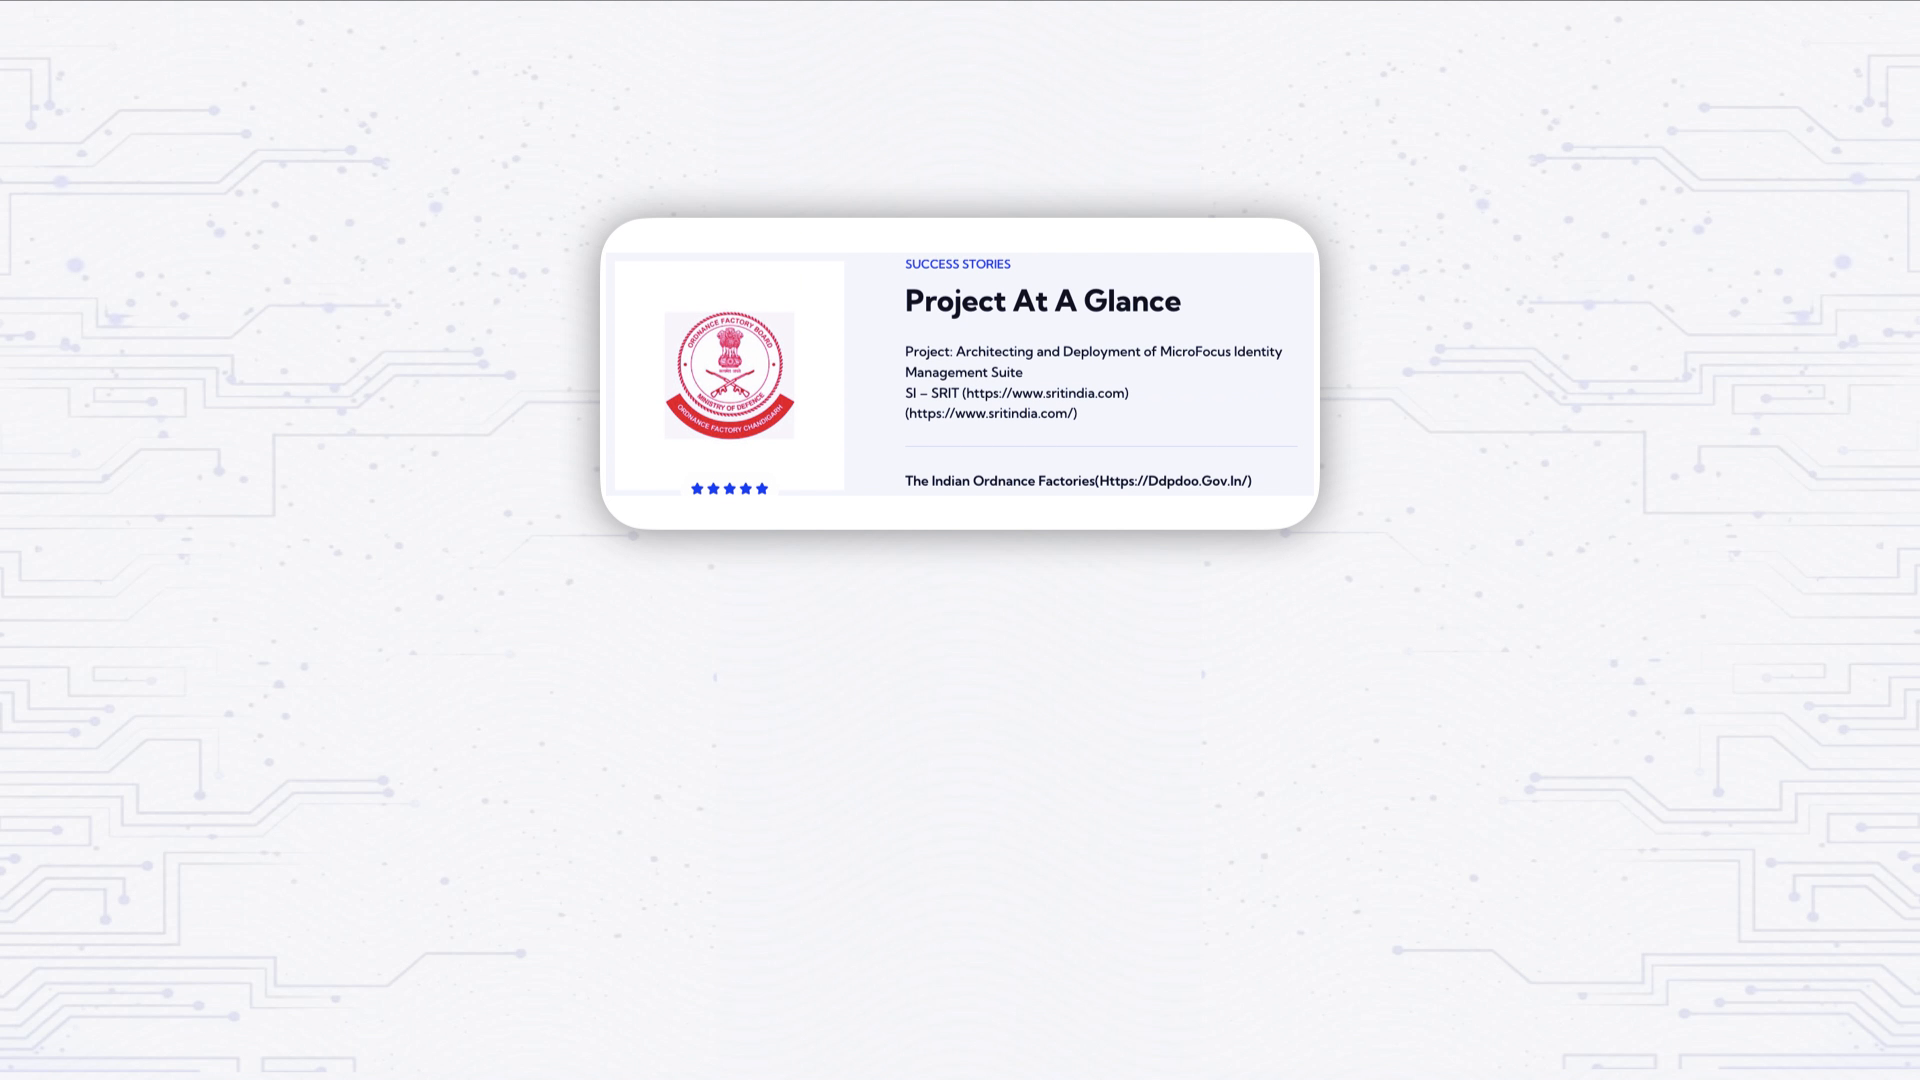 SUCCESS STORIES
Project At A Glance
Project: Architecting and Deployment of MicroFocus Identity
Management Suite
SI – SRIT (https://www.sritindia.com)
(https://www.sritindia.com/)
The Indian Ordnance Factories(Https://Ddpdoo.Gov.In/)
ORDNANCE FACTORY BOARD
MINISTRY OF DEFENCE
ORDNANCE FACTORY CHANDIGARH